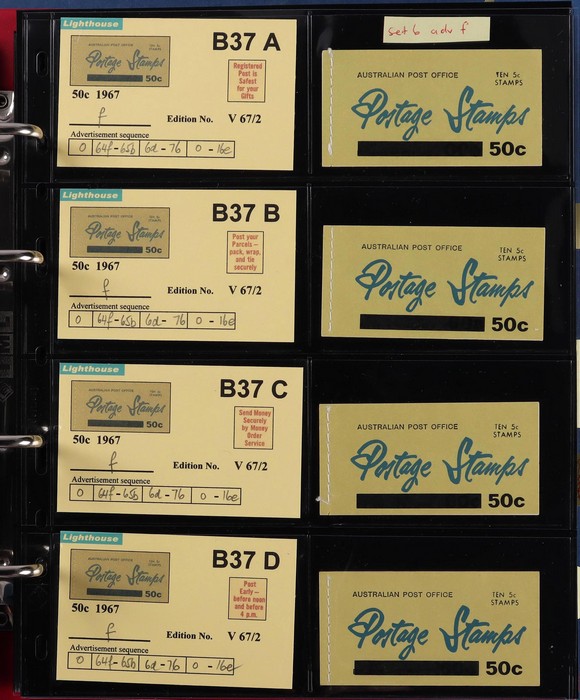 set 6 adv f
Lighthouse
B37 A
AUSTRALIAN POST OFFICE
TEN 5c STAMPS
Postage Stamps
50c
50c 1967
Registered
Post is
Safest
for your
Gifts
f
Edition No. V 67/2
Advertisement sequence
0 64f-65b 6d-76 0-16e
AUSTRALIAN POST OFFICE
TEN 5c
STAMPS
Postage Stamps
50c
Lighthouse
B37 B
AUSTRALIAN POST OFFICE
Postage Stamps
50c
50c 1967
Post your
Parcels —
pack, wrap,
and tie
securely
f
Edition No. V 67/2
Advertisement sequence
0 64f-65b 6d-76 0-16e
AUSTRALIAN POST OFFICE
TEN 5c
STAMPS
Postage Stamps
50c
Lighthouse
B37 C
AUSTRALIAN POST OFFICE
Postage Stamps
50c
50c 1967
Send Money
Securely
by Money
Order
Service
f
Edition No. V 67/2
Advertisement sequence
0 64f-65b 6d-76 0-16e
AUSTRALIAN POST OFFICE
TEN 5c
STAMPS
Postage Stamps
50c
Lighthouse
B37 D
AUSTRALIAN POST OFFICE
Postage Stamps
50c
50c 1967
Post
Early—
before noon
and before
4 p.m.
f
Edition No. V 67/2
Advertisement sequence
0 64f-65b 6d-76 0-16e
AUSTRALIAN POST OFFICE
TEN 5c
STAMPS
Postage Stamps
50c